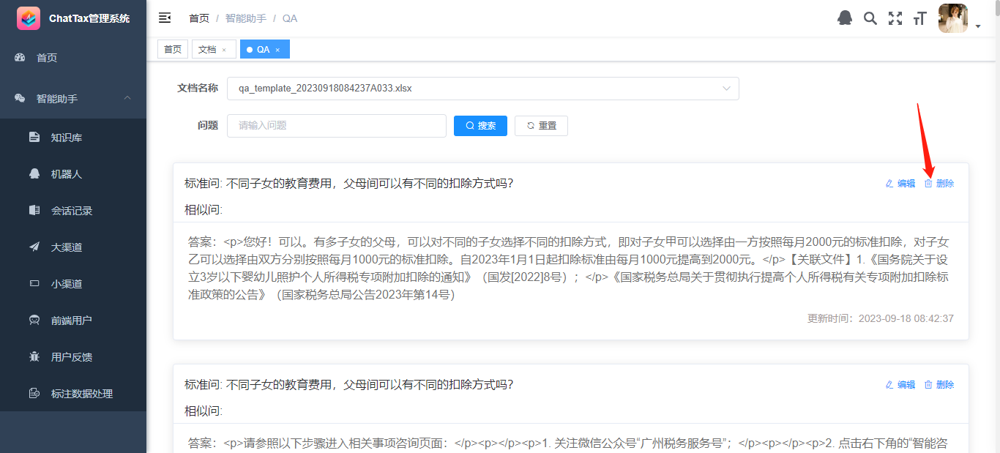 ChatTax管理系统
首页 / 智能助手 / QA
首页
文档 ×
QA ×
首页
智能助手
知识库
机器人
会话记录
大渠道
小渠道
前端用户
用户反馈
标注数据处理
文档名称 qa_template_20230918084237A033.xlsx
问题 请输入问题 搜索 重置
标准问: 不同子女的教育费用，父母间可以有不同的扣除方式吗？ 编辑 删除
相似问:
答案：<p>您好！可以。有多子女的父母，可以对不同的子女选择不同的扣除方式，即对子女甲可以选择由一方按照每月2000元的标准扣除，对子女
乙可以选择由双方分别按照每月1000元的标准扣除。自2023年1月1日起扣除标准由每月1000元提高到2000元。</p>【关联文件】1.《国务院关于设
立3岁以下婴幼儿照护个人所得税专项附加扣除的通知》（国发[2022]8号）；</p>《国家税务总局关于贯彻执行提高个人所得税有关专项附加扣除标
准政策的公告》（国家税务总局公告2023年第14号）
更新时间：2023-09-18 08:42:37
标准问: 不同子女的教育费用，父母间可以有不同的扣除方式吗？ 编辑 删除
相似问:
答案：<p>请参照以下步骤进入相关事项咨询页面：</p><p></p><p>1. 关注微信公众号“广州税务服务号”；</p><p></p><p>2. 点击右下角的“智能咨